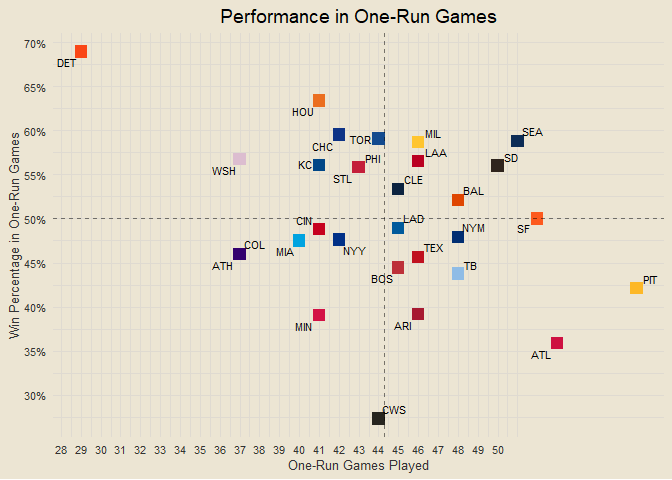 Performance in One-Run Games
Win Percentage in One-Run Games
70%
65%
60%
55%
50%
45%
40%
35%
30%
DET
HOU
CHC
TOR
MIL
SEA
WSH
KC
STL
PHI
LAA
SD
CLE
BAL
CIN
LAD
SF
COL
ATH
MIA
NYY
NYM
TEX
BOS
TB
PIT
MIN
ARI
ATL
CWS
28 29 30 31 32 33 34 35 36 37 38 39 40 41 42 43 44 45 46 47 48 49 50
One-Run Games Played